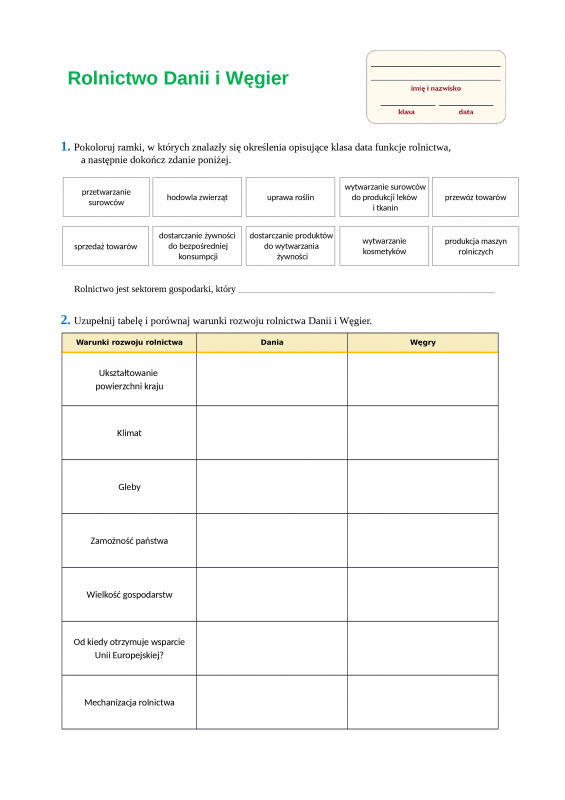 Rolnictwo Danii i Węgier
imię i nazwisko
klasa data
1. Pokoloruj ramki, w których znalazły się określenia opisujące klasa data funkcje rolnictwa,
a następnie dokończ zdanie poniżej.
przetwarzanie
surowców
hodowla zwierząt
uprawa roślin
wytwarzanie surowców
do produkcji leków
i tkanin
przewóz towarów
sprzedaż towarów
dostarczanie żywności
do bezpośredniej
konsumpcji
dostarczanie produktów
do wytwarzania
żywności
wytwarzanie
kosmetyków
produkcja maszyn
rolniczych
Rolnictwo jest sektorem gospodarki, który
2. Uzupełnij tabelę i porównaj warunki rozwoju rolnictwa Danii i Węgier.
Warunki rozwoju rolnictwa Dania Węgry
Ukształtowanie
powierzchni kraju
Klimat
Gleby
Zamożność państwa
Wielkość gospodarstw
Od kiedy otrzymuje wsparcie
Unii Europejskiej?
Mechanizacja rolnictwa